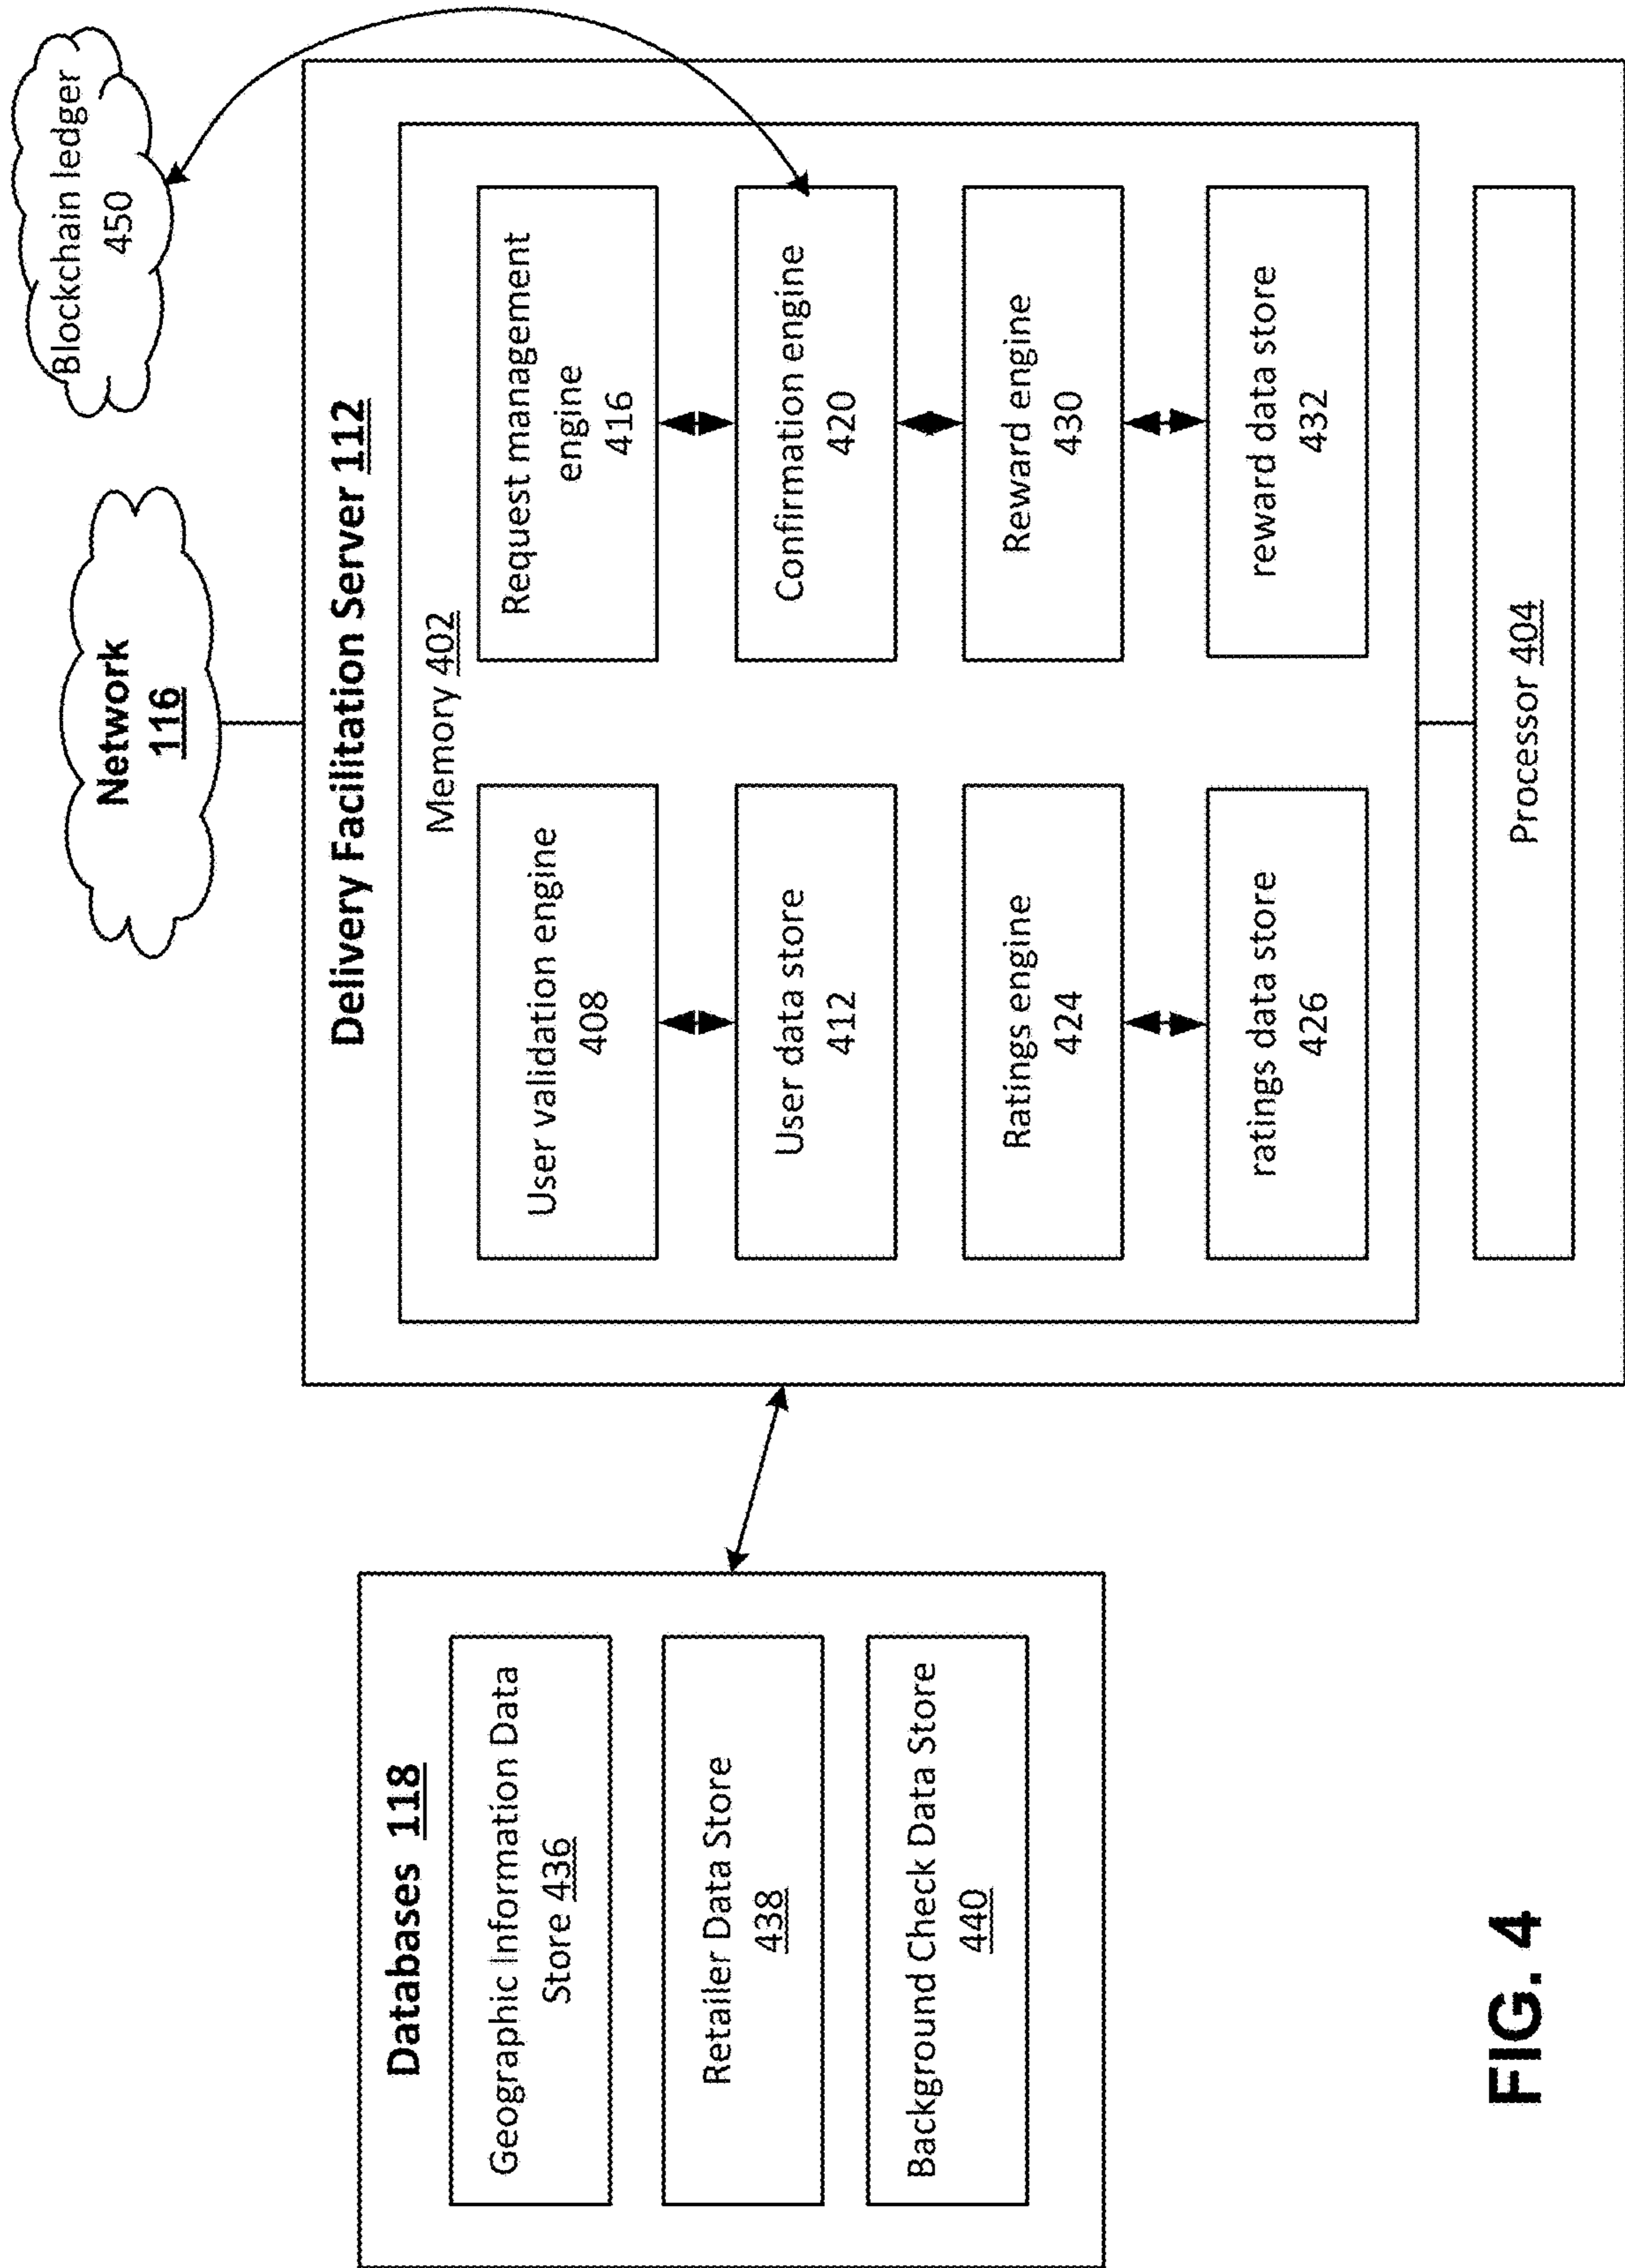 Network
116
Blockchain ledger
450
Databases 118
Geographic Information Data
Store 436
Retailer Data Store
438
Background Check Data Store
440
Delivery Facilitation Server 112
Memory 402
User validation engine
408
User data store
412
Ratings engine
424
ratings data store
426
Request management
engine
416
Confirmation engine
420
Reward engine
430
reward data store
432
Processor 404
FIG. 4